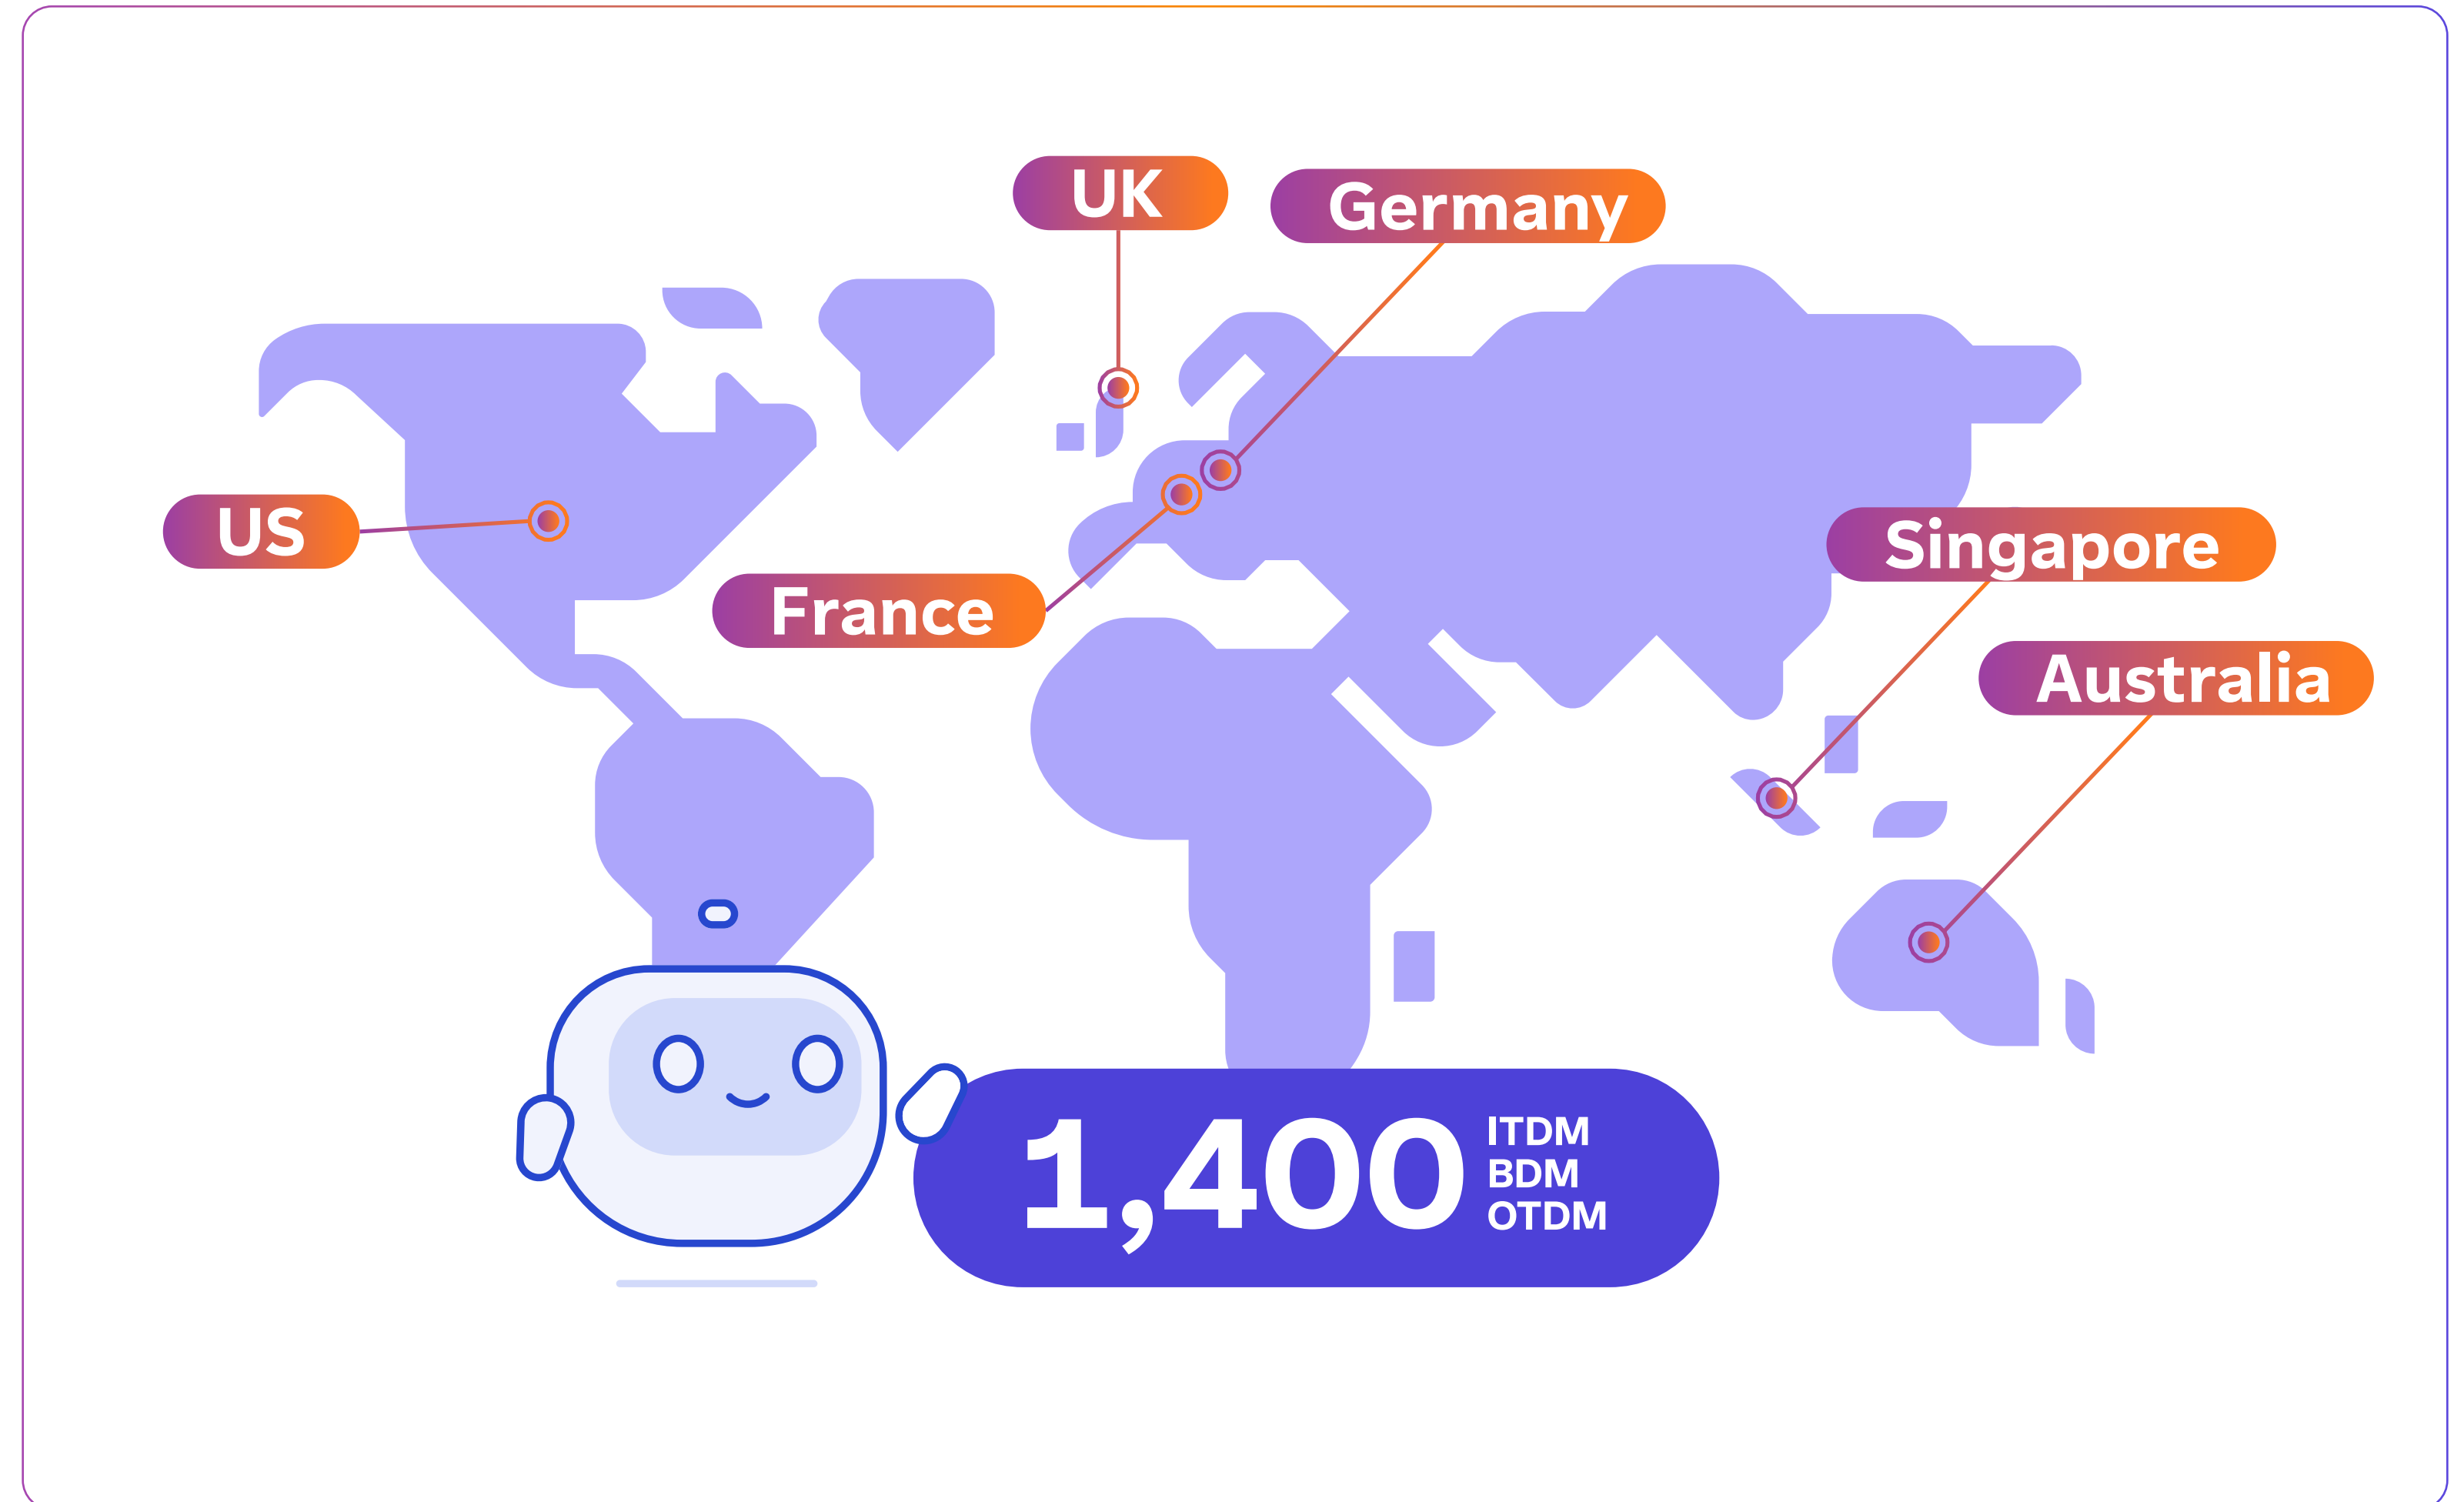 UK
Germany
US
Singapore
France
Australia
1,400
ITDM
BDM
OTDM